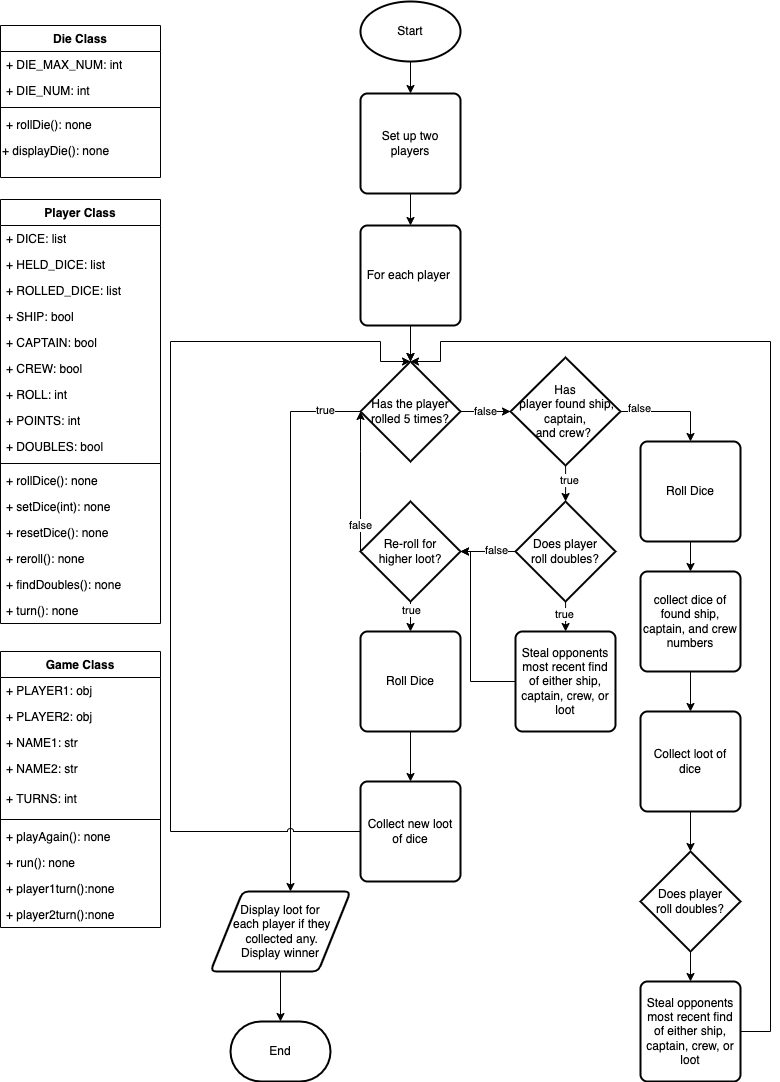 Die Class
+ DIE_MAX_NUM: int
+ DIE_NUM: int
+ rollDie(): none
+ displayDie(): none
Player Class
+ DICE: list
+ HELD_DICE: list
+ ROLLED_DICE: list
+ SHIP: bool
+ CAPTAIN: bool
+ CREW: bool
+ ROLL: int
+ POINTS: int
+ DOUBLES: bool
+ rollDice(): none
+ setDice(int): none
+ resetDice(): none
+ reroll(): none
+ findDoubles(): none
+ turn(): none
Game Class
+ PLAYER1: obj
+ PLAYER2: obj
+ NAME1: str
+ NAME2: str
+ TURNS: int
+ playAgain(): none
+ run(): none
+ player1turn():none
+ player2turn():none
Start
Set up two
players
For each player
Has the player
rolled 5 times?
true
false
Has
player found ship,
captain,
and crew?
false
true
Roll Dice
collect dice of
found ship,
captain, and crew
numbers
Collect loot of
dice
Does player
roll doubles?
Steal opponents
most recent find
of either ship,
captain, crew, or
loot
Does player
roll doubles?
false
true
Steal opponents
most recent find
of either ship,
captain, crew, or
loot
Re-roll for
higher loot?
false
true
Roll Dice
Collect new loot
of dice
Display loot for
each player if they
collected any.
Display winner
End